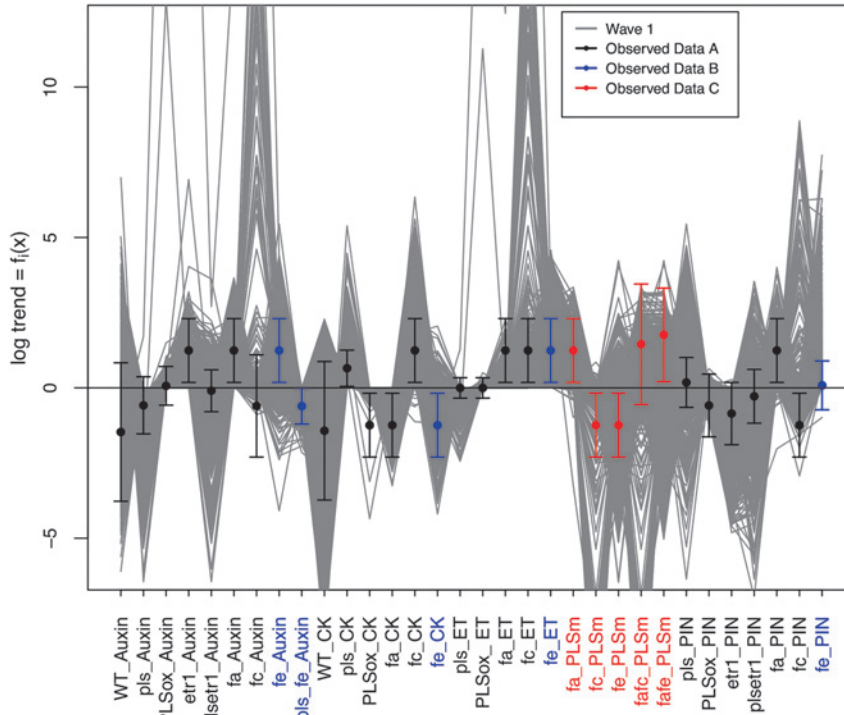 Wave 1
Observed Data A
Observed Data B
Observed Data C
log trend = fᵢ(x)
10
5
0
−5
WT_Auxin
pls_Auxin
PLSox_Auxin
etr1_Auxin
plsetr1_Auxin
fa_Auxin
fc_Auxin
fe_Auxin
pls_fe_Auxin
WT_CK
pls_CK
PLSox_CK
fa_CK
fc_CK
fe_CK
pls_ET
PLSox_ET
fa_ET
fc_ET
fe_ET
fa_PLSm
fc_PLSm
fe_PLSm
fafc_PLSm
fafe_PLSm
pls_PIN
PLSox_PIN
etr1_PIN
plsetr1_PIN
fa_PIN
fc_PIN
fe_PIN